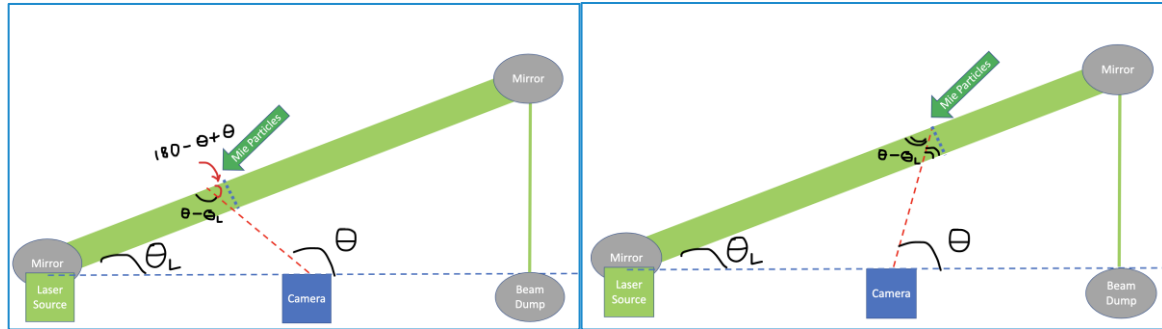 Mirror
Mie Particles
180-θ+θ
θ-θL
θL
θ
Mirror
Laser
Source
Camera
Beam
Dump
Mirror
Mie Particles
θ-θL
θL
θ
Mirror
Laser
Source
Camera
Beam
Dump